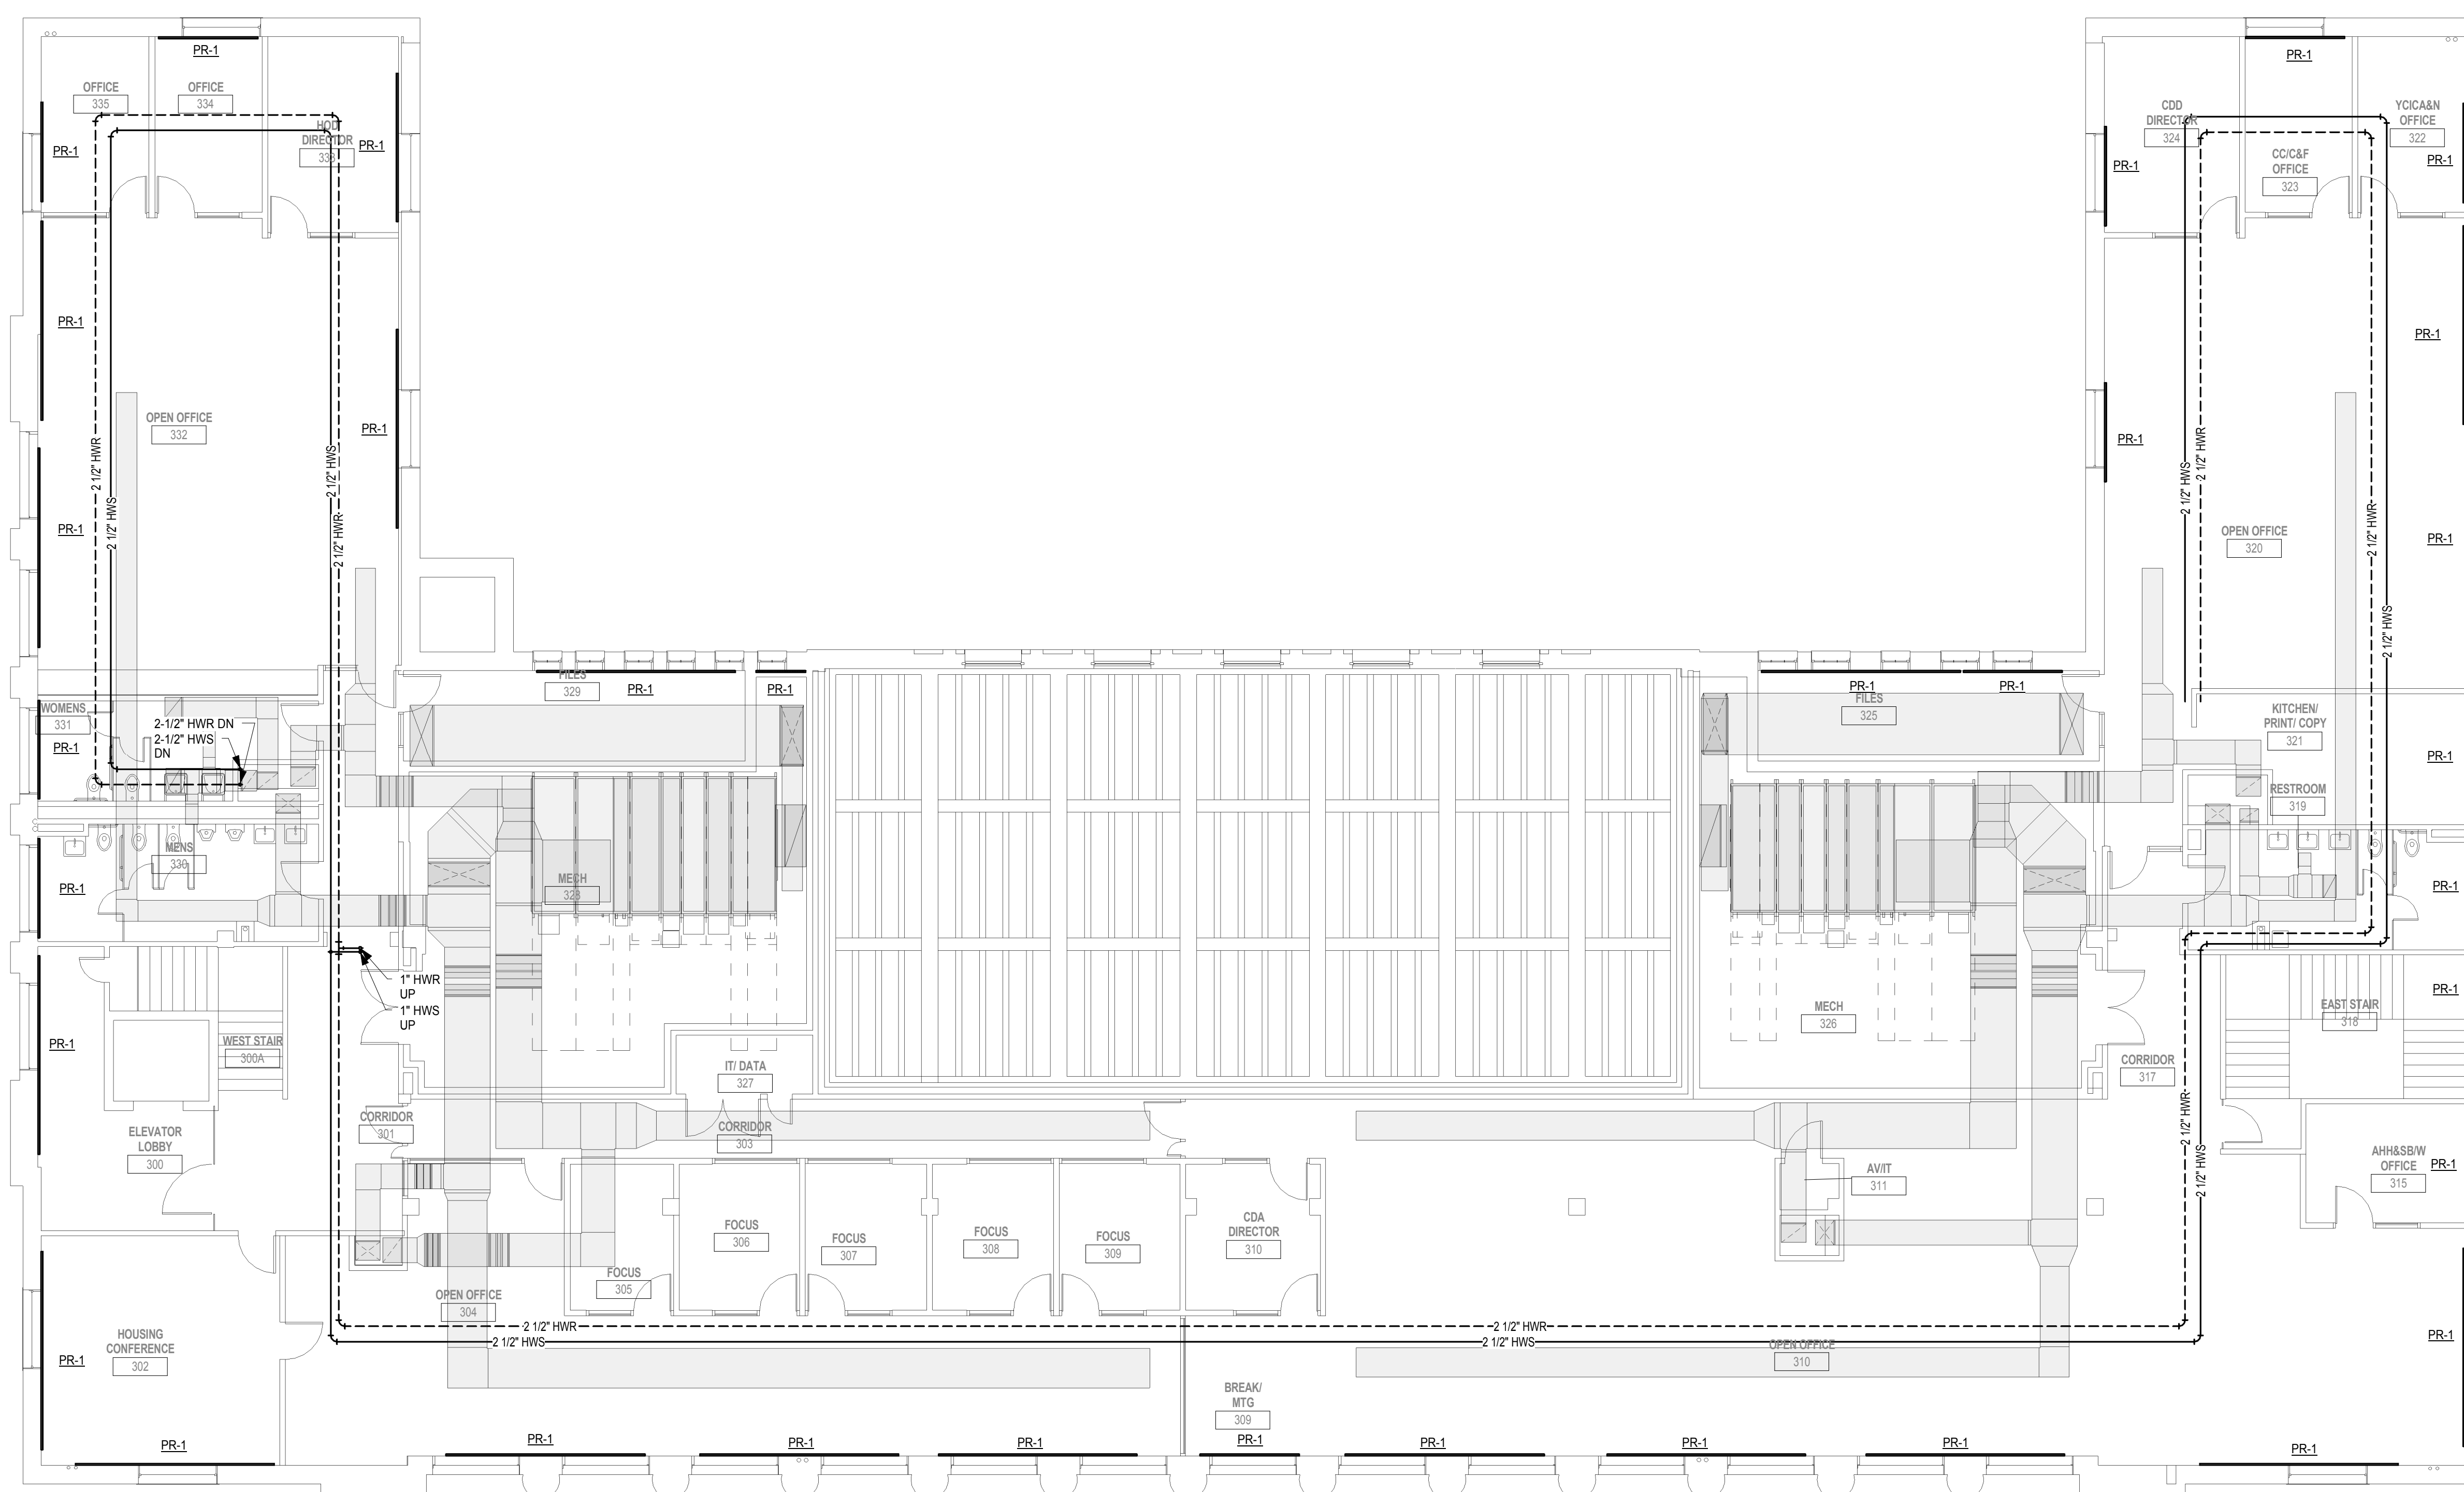 PR-1
OFFICE
335
OFFICE
334
HOD
DIRECTOR
333
PR-1
PR-1
PR-1
PR-1
OPEN OFFICE
332
2 1/2" HWR
2 1/2" HWS
2 1/2" HWS
2 1/2" HWR
PR-1
WOMENS
331
PR-1
2-1/2" HWR DN
2-1/2" HWS
DN
MENS
330
PR-1
1" HWR
UP
1" HWS
UP
WEST STAIR
300A
PR-1
ELEVATOR
LOBBY
300
CORRIDOR
301
HOUSING
CONFERENCE
302
PR-1
PR-1
FILES
329
PR-1
PR-1
MECH
328
IT/ DATA
327
CORRIDOR
303
OPEN OFFICE
304
FOCUS
305
FOCUS
306
FOCUS
307
FOCUS
308
FOCUS
309
CDA
DIRECTOR
310
2 1/2" HWR
2 1/2" HWS
2 1/2" HWR
2 1/2" HWS
BREAK/
MTG
309
PR-1
PR-1
PR-1
PR-1
PR-1
PR-1
PR-1
OPEN OFFICE
310
AV/IT
311
PR-1
PR-1
FILES
325
MECH
326
CORRIDOR
317
PR-1
CDD
DIRECTOR
324
PR-1
CC/C&F
OFFICE
323
YCICA&N
OFFICE
322
PR-1
PR-1
PR-1
2 1/2" HWS
2 1/2" HWR
OPEN OFFICE
320
2 1/2" HWR
2 1/2" HWS
PR-1
KITCHEN/
PRINT/ COPY
321
PR-1
RESTROOM
319
PR-1
EAST STAIR
318
PR-1
2 1/2" HWR
2 1/2" HWS
AHH&SB/W
OFFICE
315
PR-1
PR-1
PR-1